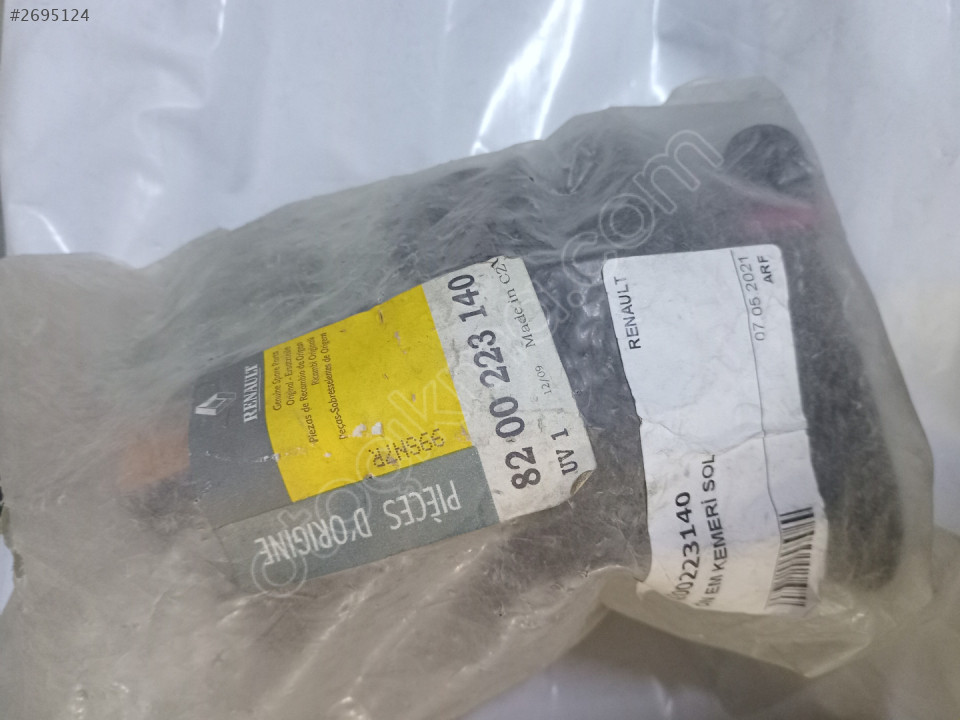 #2695124
RENAULT
Genuine Spare Parts
Original - Ersatzteile
Piezas de Recambio de Origen
Ricambi Originali
Peças-Sobresselentes de Origem
PIÈCES D'ORIGINE
82 00 223 140
UV 1
12/09
Made in
RENAULT
07.05.2021
ARF
00223140
EM KEMERİ SOL